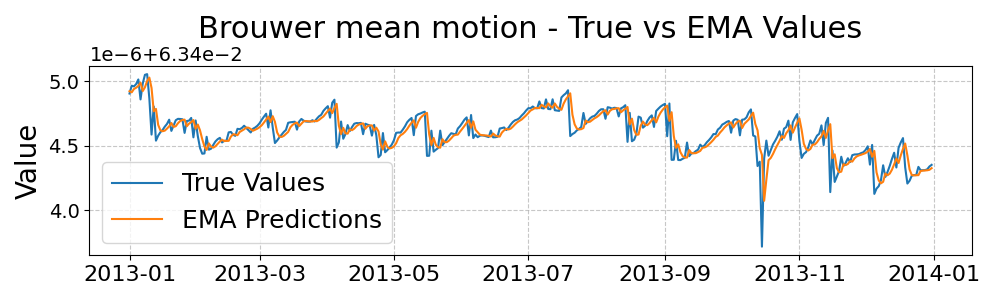 Brouwer mean motion - True vs EMA Values
1e−6+6.34e−2
5.0
4.5
4.0
Value
True Values
EMA Predictions
2013-01 2013-03 2013-05 2013-07 2013-09 2013-11 2014-01